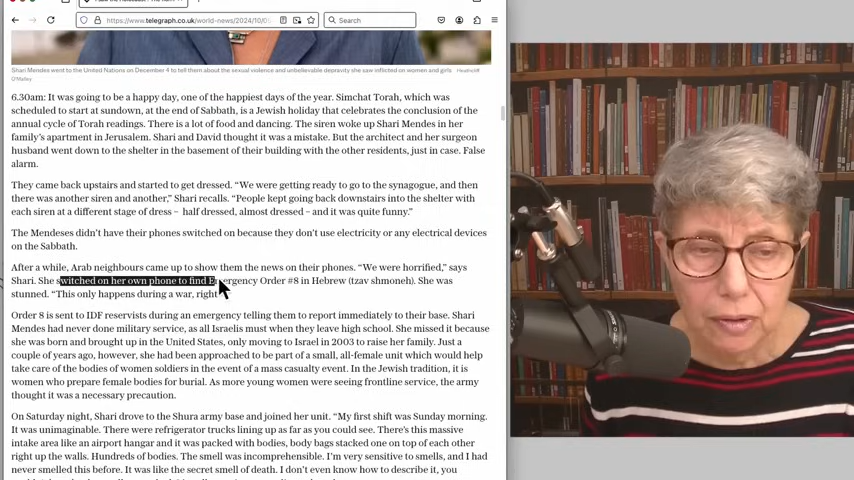 https://www.telegraph.co.uk/world-news/2024/10/0
Search
Shari Mendes went to the United Nations on December 4 to tell them about the sexual violence and unbelievable depravity she saw inflicted on women and girls
O'Malley
6.30am: It was going to be a happy day, one of the happiest days of the year. Simchat Torah, which was
scheduled to start at sundown, at the end of Sabbath, is a Jewish holiday that celebrates the conclusion of the
annual cycle of Torah readings. There is a lot of food and dancing. The siren woke up Shari Mendes in her
family's apartment in Jerusalem. Shari and David thought it was a mistake. But the architect and her surgeon
husband went down to the shelter in the basement of their building with the other residents, just in case. False
alarm.
They came back upstairs and started to get dressed. "We were getting ready to go to the synagogue, and then
there was another siren and another," Shari recalls. "People kept going back downstairs into the shelter with
each siren at a different stage of dress – half dressed, almost dressed – and it was quite funny."
The Mendeses didn't have their phones switched on because they don't use electricity or any electrical devices
on the Sabbath.
After a while, Arab neighbours came up to show them the news on their phones. "We were horrified," says
Shari. She switched on her own phone to find Emergency Order #8 in Hebrew (tzav shmoneh). She was
stunned. "This only happens during a war, right
Order 8 is sent to IDF reservists during an emergency telling them to report immediately to their base. Shari
Mendes had never done military service, as all Israelis must when they leave high school. She missed it because
she was born and brought up in the United States, only moving to Israel in 2003 to raise her family. Just a
couple of years ago, however, she had been approached to be part of a small, all-female unit which would help
take care of the bodies of women soldiers in the event of a mass casualty event. In the Jewish tradition, it is
women who prepare female bodies for burial. As more young women were seeing frontline service, the army
thought it was a necessary precaution.
On Saturday night, Shari drove to the Shura army base and joined her unit. "My first shift was Sunday morning.
It was unimaginable. There were refrigerator trucks lining up as far as you could see. There's this massive
intake area like an airport hangar and it was packed with bodies, body bags stacked one on top of each other
right up the walls. Hundreds of bodies. The smell was incomprehensible. I'm very sensitive to smells, and I had
never smelled this before. It was like the secret smell of death. I don't even know how to describe it, you